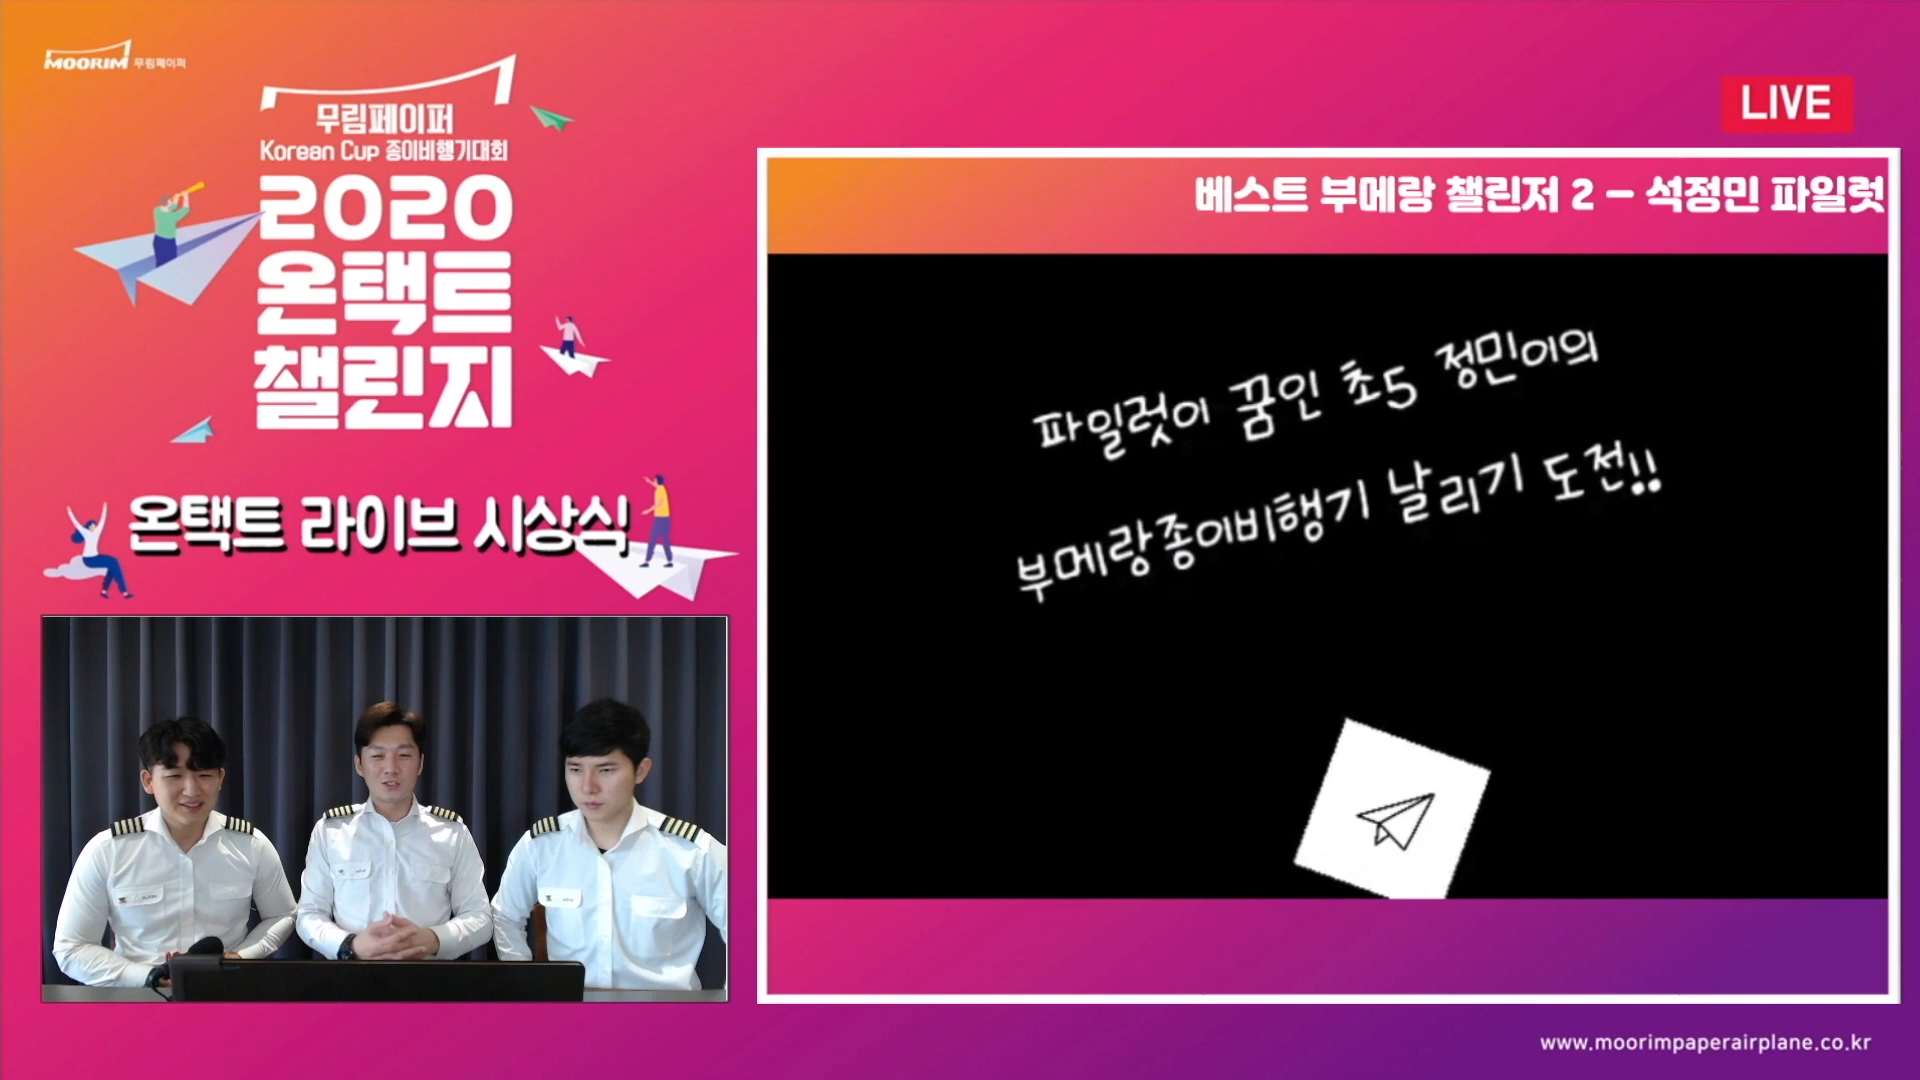 MOORIM 무림페이퍼
무림페이퍼
Korean Cup 종이비행기대회
2020
온택트
챌린지
온택트 라이브 시상식
LIVE
베스트 부메랑 챌린저 2 - 석정민 파일럿
파일럿이 꿈인 초5 정민이의
부메랑종이비행기 날리기 도전!!
www.moorimpaperairplane.co.kr